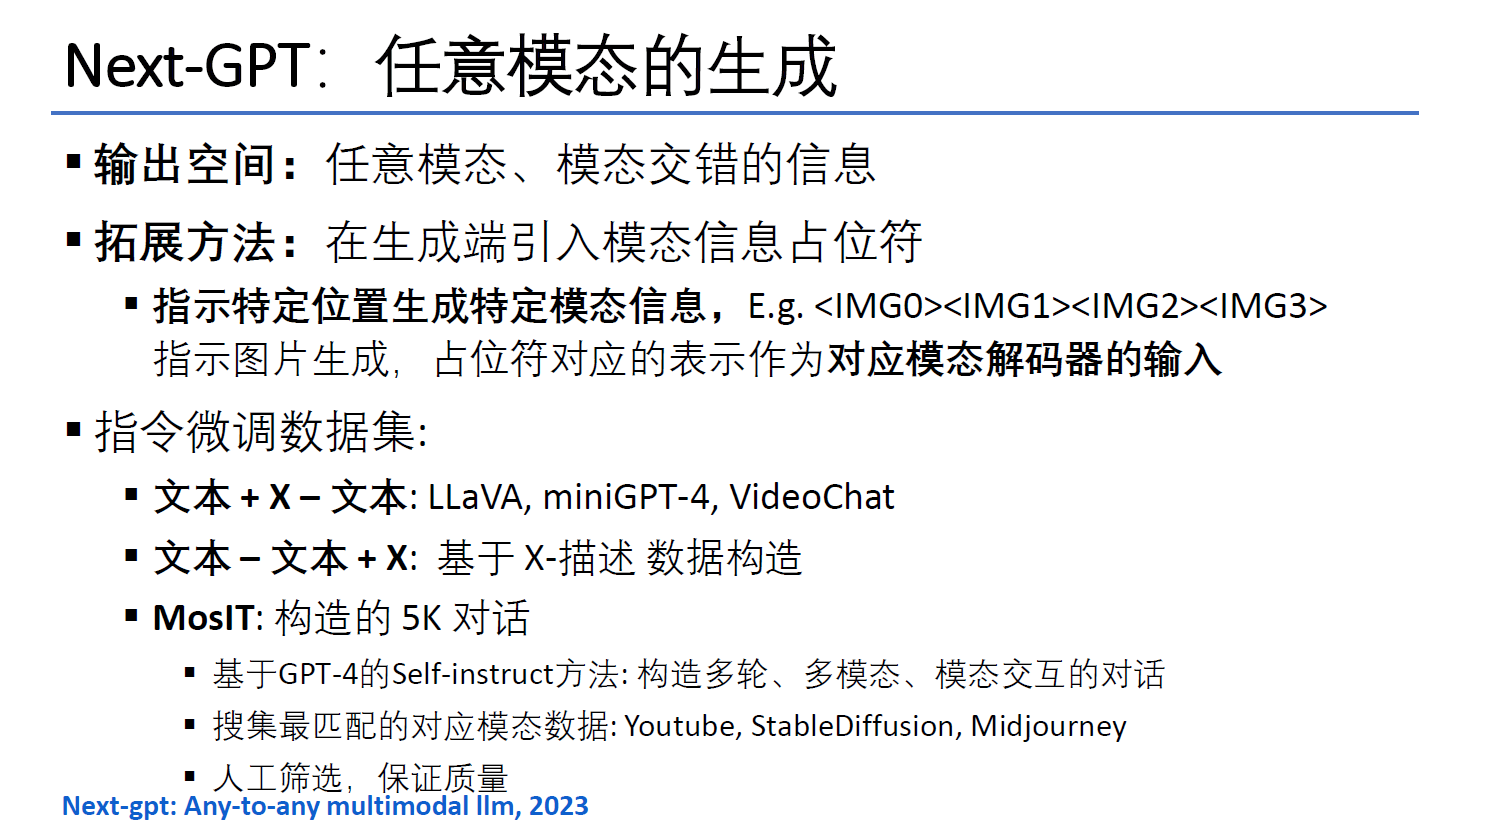 Next-GPT：任意模态的生成
▪ 输出空间：任意模态、模态交错的信息
▪ 拓展方法：在生成端引入模态信息占位符
▪ 指示特定位置生成特定模态信息，E.g. <IMG0><IMG1><IMG2><IMG3>
指示图片生成，占位符对应的表示作为对应模态解码器的输入
▪ 指令微调数据集:
▪ 文本 + X – 文本: LLaVA, miniGPT-4, VideoChat
▪ 文本 – 文本 + X: 基于 X-描述 数据构造
▪ MosIT: 构造的 5K 对话
▪ 基于GPT-4的Self-instruct方法: 构造多轮、多模态、模态交互的对话
▪ 搜集最匹配的对应模态数据: Youtube, StableDiffusion, Midjourney
▪ 人工筛选，保证质量
Next-gpt: Any-to-any multimodal llm, 2023